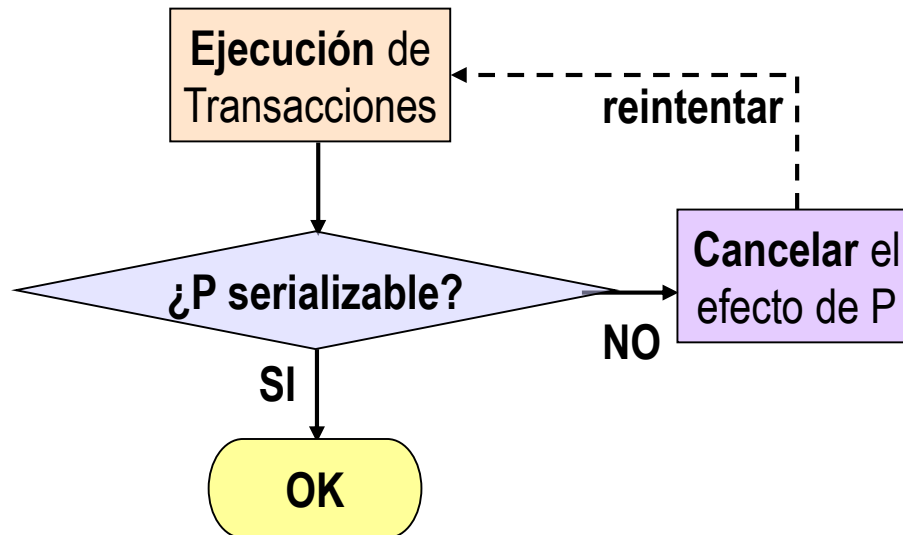 Ejecución de
Transacciones
reintentar
¿P serializable?
Cancelar el
efecto de P
NO
SI
OK